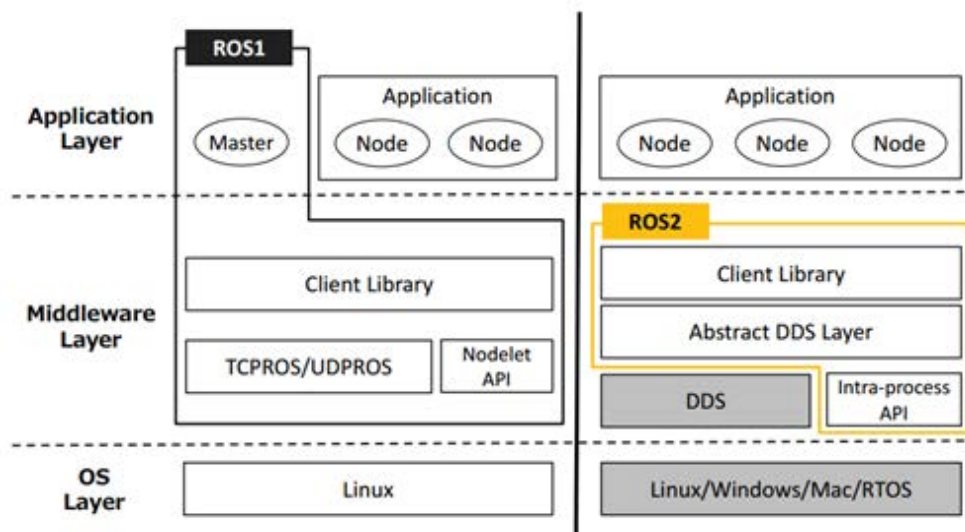 ROS1
Application
Layer
Master
Application
Node
Node
Application
Node
Node
Node
Middleware
Layer
Client Library
TCPROS/UDPROS
Nodelet
API
ROS2
Client Library
Abstract DDS Layer
DDS
Intra-process
API
OS
Layer
Linux
Linux/Windows/Mac/RTOS